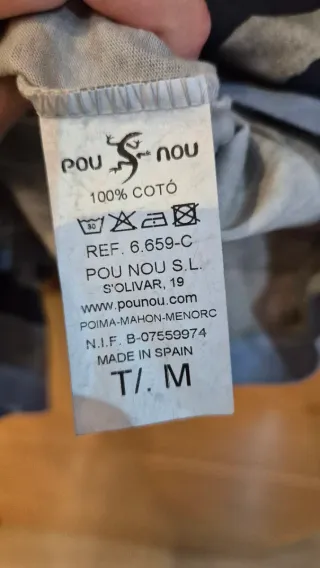 POU NOU
100% COTÓ
30
REF. 6.659-C
POU NOU S.L.
S'OLIVAR, 19
www.pounou.com
POIMA-MAHON-MENORC
N.I.F. B-07559974
MADE IN SPAIN
T/. M